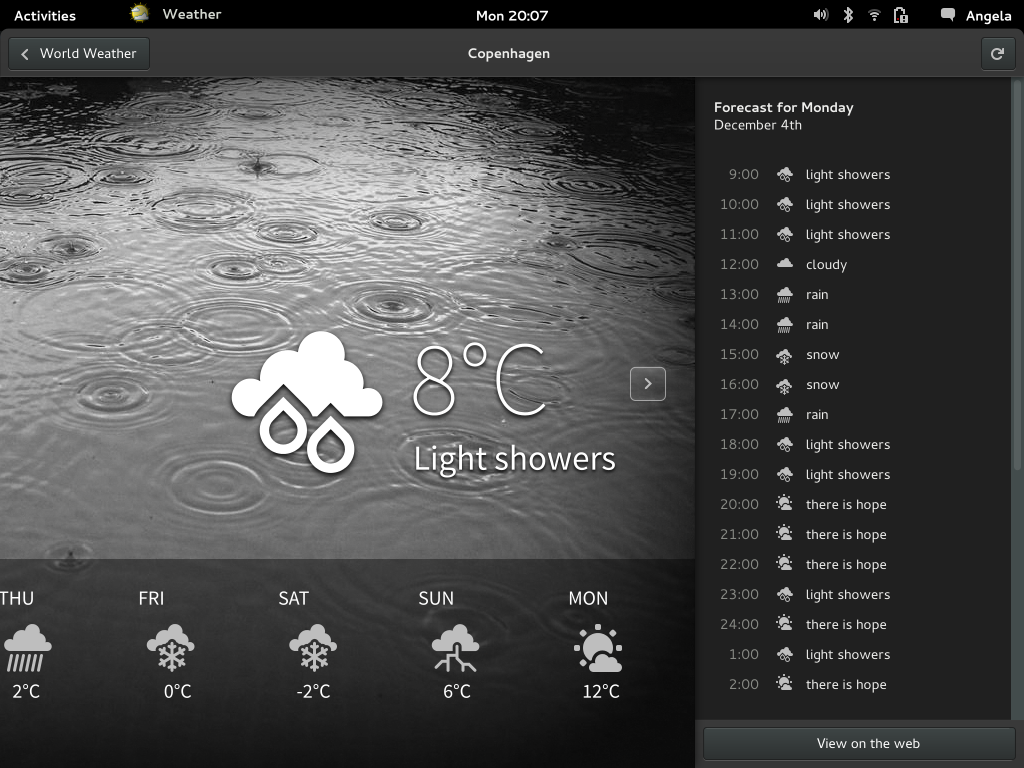 Activities Weather Mon 20:07 Angela
World Weather Copenhagen
8°C
Light showers
THU FRI SAT SUN MON
2°C 0°C -2°C 6°C 12°C
Forecast for Monday
December 4th
9:00 light showers
10:00 light showers
11:00 light showers
12:00 cloudy
13:00 rain
14:00 rain
15:00 snow
16:00 snow
17:00 rain
18:00 light showers
19:00 light showers
20:00 there is hope
21:00 there is hope
22:00 there is hope
23:00 light showers
24:00 there is hope
1:00 light showers
2:00 there is hope
View on the web